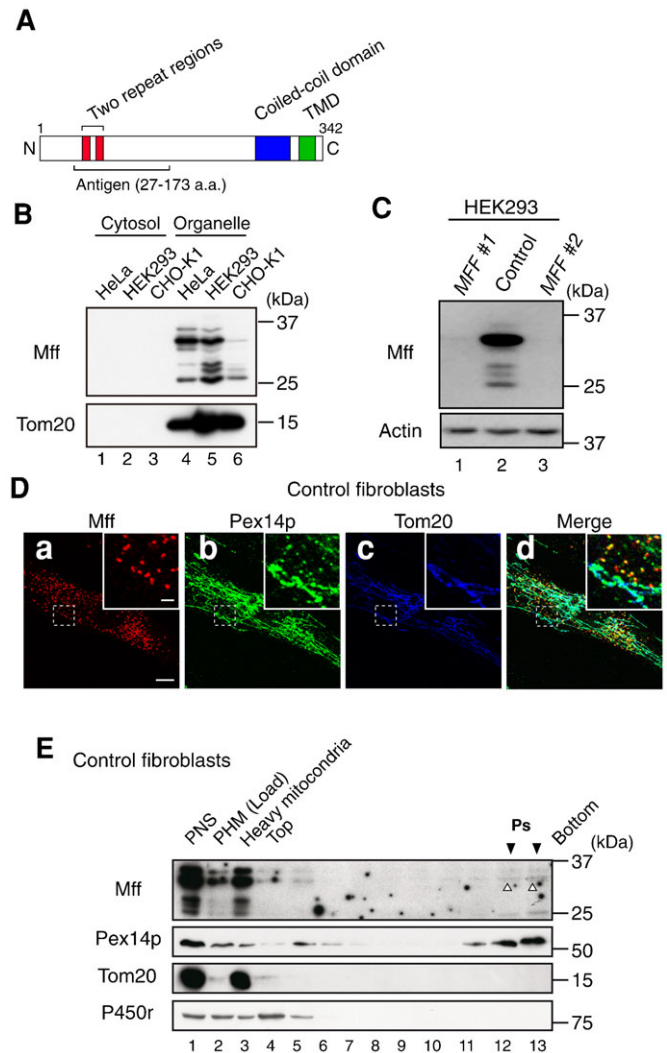 A
Two repeat regions
Coiled-coil domain
TMD
1
342
N
C
Antigen (27-173 a.a.)
B
Cytosol Organelle
HeLa HEK293 CHO-K1 HeLa HEK293 CHO-K1
(kDa)
37
Mff
25
Tom20
15
1 2 3 4 5 6
C
HEK293
MFF #1 Control MFF #2
(kDa)
37
Mff
25
Actin
37
1 2 3
D
Control fibroblasts
Mff Pex14p Tom20 Merge
a b c d
E
Control fibroblasts
PNS PHM (Load) Heavy mitocondria Top Ps Bottom
(kDa)
37
Mff
25
Pex14p
50
Tom20
15
P450r
75
1 2 3 4 5 6 7 8 9 10 11 12 13